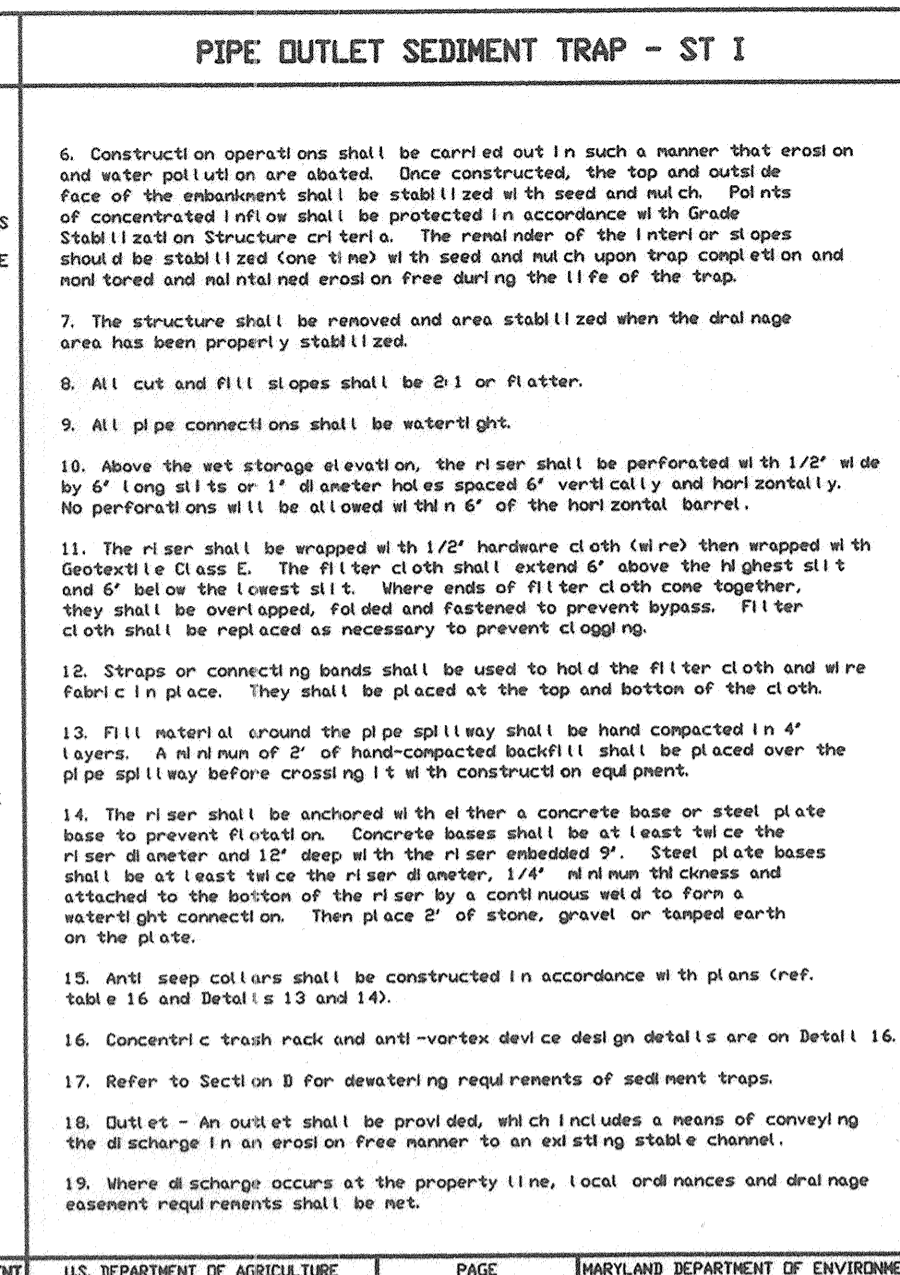 PIPE OUTLET SEDIMENT TRAP - ST I
6. Construction operations shall be carried out in such a manner that erosion
and water pollution are abated. Once constructed, the top and outside
face of the embankment shall be stabilized with seed and mulch. Points
of concentrated inflow shall be protected in accordance with Grade
Stabilization Structure criteria. The remainder of the interior slopes
should be stabilized (one time) with seed and mulch upon trap completion and
monitored and maintained erosion free during the life of the trap.
7. The structure shall be removed and area stabilized when the drainage
area has been properly stabilized.
8. All cut and fill slopes shall be 2:1 or flatter.
9. All pipe connections shall be watertight.
10. Above the wet storage elevation, the riser shall be perforated with 1/2" wide
by 6" long slits or 1" diameter holes spaced 6" vertically and horizontally.
No perforations will be allowed within 6" of the horizontal barrel.
11. The riser shall be wrapped with 1/2" hardware cloth (wire) then wrapped with
Geotextile Class E. The filter cloth shall extend 6" above the highest slit
and 6" below the lowest slit. Where ends of filter cloth come together,
they shall be overlapped, folded and fastened to prevent bypass. Filter
cloth shall be replaced as necessary to prevent clogging.
12. Straps or connecting bands shall be used to hold the filter cloth and wire
fabric in place. They shall be placed at the top and bottom of the cloth.
13. Fill material around the pipe spillway shall be hand compacted in 4"
layers. A minimum of 2' of hand-compacted backfill shall be placed over the
pipe spillway before crossing it with construction equipment.
14. The riser shall be anchored with either a concrete base or steel plate
base to prevent flotation. Concrete bases shall be at least twice the
riser diameter and 12" deep with the riser embedded 9". Steel plate bases
shall be at least twice the riser diameter, 1/4" minimum thickness and
attached to the bottom of the riser by a continuous weld to form a
watertight connection. Then place 2' of stone, gravel or tamped earth
on the plate.
15. Anti seep collars shall be constructed in accordance with plans (ref.
table 16 and Details 13 and 14).
16. Concentric trash rack and anti-vortex device design details are on Detail 16.
17. Refer to Section D for dewatering requirements of sediment traps.
18. Outlet - An outlet shall be provided, which includes a means of conveying
the discharge in an erosion free manner to an existing stable channel.
19. Where discharge occurs at the property line, local ordinances and drainage
easement requirements shall be met.
U.S. DEPARTMENT OF AGRICULTURE PAGE MARYLAND DEPARTMENT OF ENVIRONME